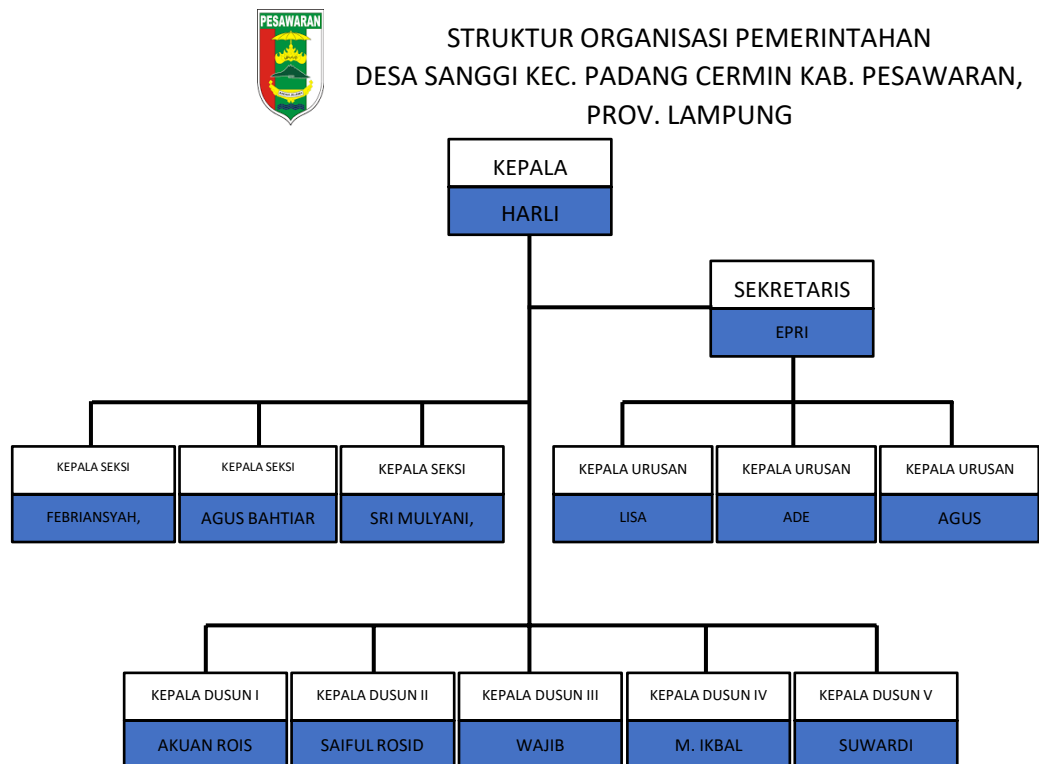 PESAWARAN
STRUKTUR ORGANISASI PEMERINTAHAN
DESA SANGGI KEC. PADANG CERMIN KAB. PESAWARAN,
PROV. LAMPUNG
KEPALA
HARLI
SEKRETARIS
EPRI
KEPALA SEKSI
FEBRIANSYAH,
KEPALA SEKSI
AGUS BAHTIAR
KEPALA SEKSI
SRI MULYANI,
KEPALA URUSAN
LISA
KEPALA URUSAN
ADE
KEPALA URUSAN
AGUS
KEPALA DUSUN I
AKUAN ROIS
KEPALA DUSUN II
SAIFUL ROSID
KEPALA DUSUN III
WAJIB
KEPALA DUSUN IV
M. IKBAL
KEPALA DUSUN V
SUWARDI